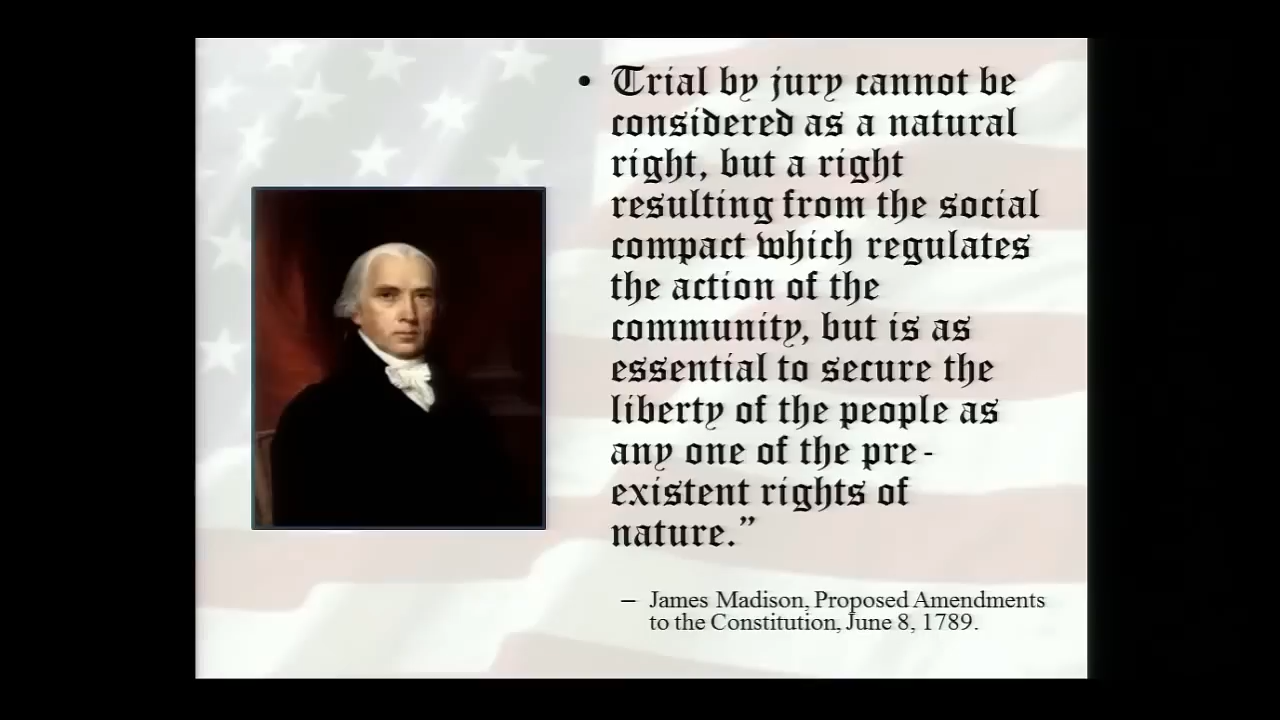 • Trial by jury cannot be
considered as a natural
right, but a right
resulting from the social
compact which regulates
the action of the
community, but is as
essential to secure the
liberty of the people as
any one of the pre-
existent rights of
nature.”
– James Madison, Proposed Amendments
to the Constitution, June 8, 1789.